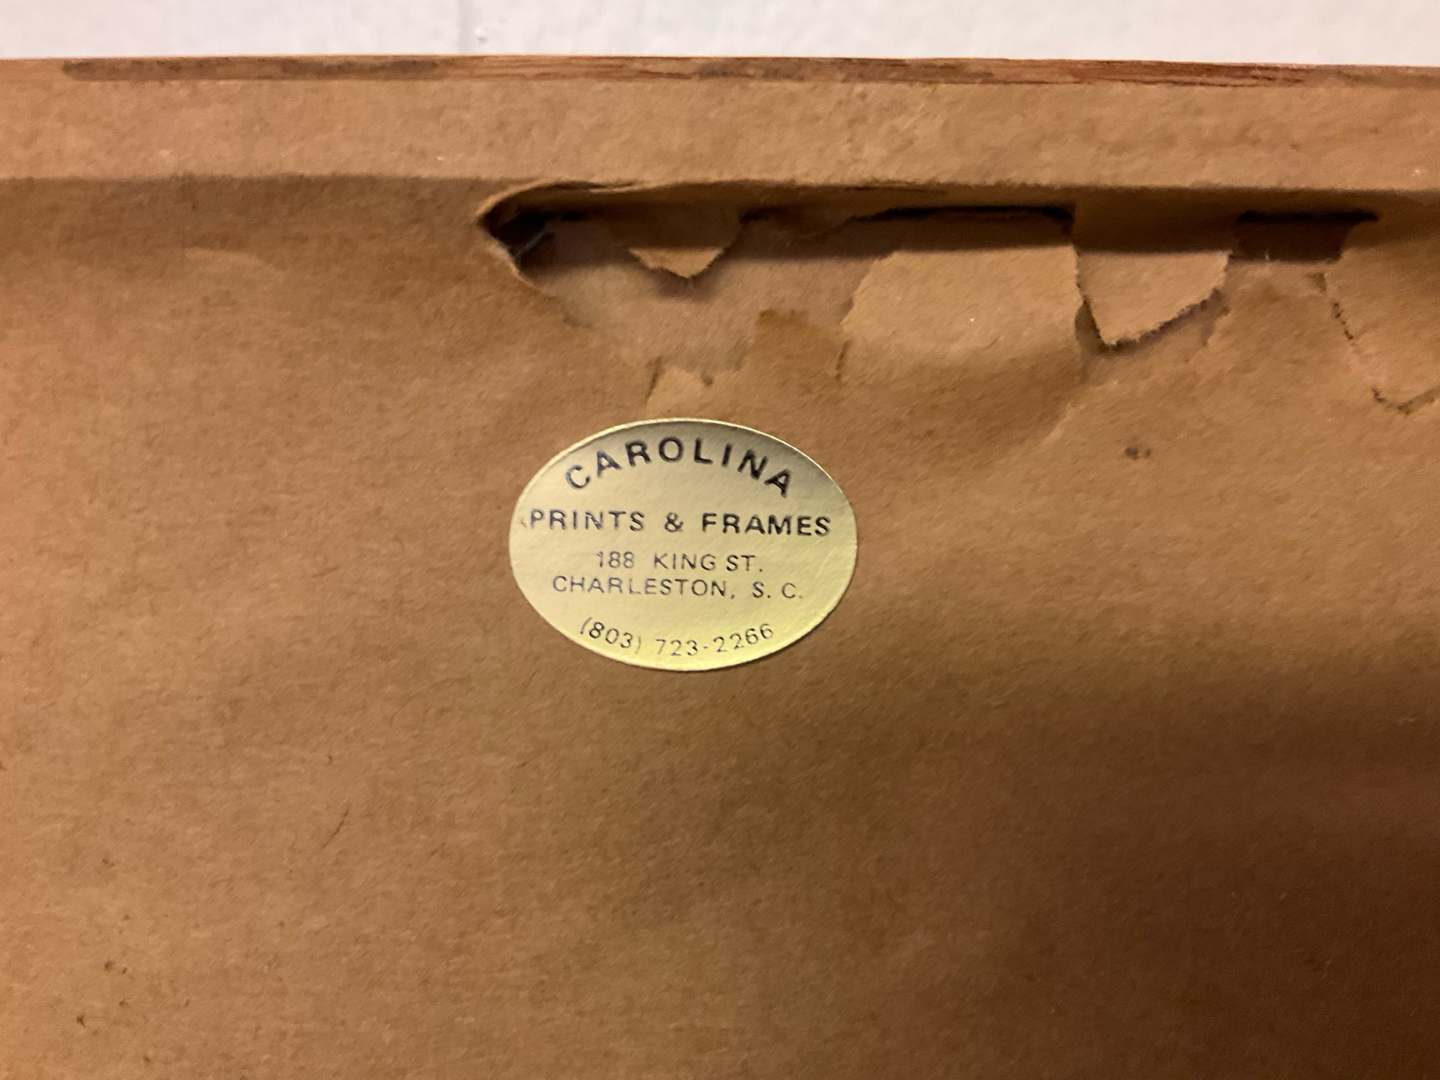 CAROLINA
PRINTS & FRAMES
188 KING ST.
CHARLESTON, S. C.
(803) 723-2266